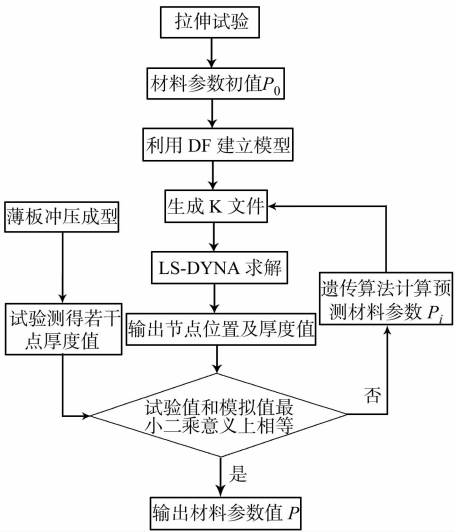 拉伸试验
材料参数初值P0
利用 DF 建立模型
生成 K 文件
薄板冲压成型
LS-DYNA 求解
遗传算法计算预
测材料参数 Pi
试验测得若干
点厚度值
输出节点位置及厚度值
试验值和模拟值最
小二乘意义上相等
否
是
输出材料参数值 P